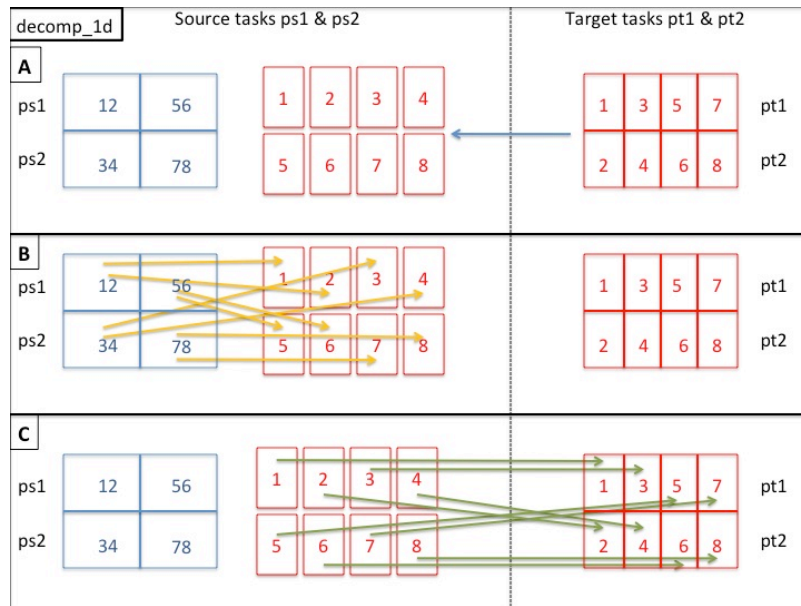 decomp_1d
Source tasks ps1 & ps2
Target tasks pt1 & pt2
A
ps1 12 56 1 2 3 4 1 3 5 7 pt1
ps2 34 78 5 6 7 8 2 4 6 8 pt2
B
ps1 12 56 1 2 3 4 1 3 5 7 pt1
ps2 34 78 5 6 7 8 2 4 6 8 pt2
C
ps1 12 56 1 2 3 4 1 3 5 7 pt1
ps2 34 78 5 6 7 8 2 4 6 8 pt2